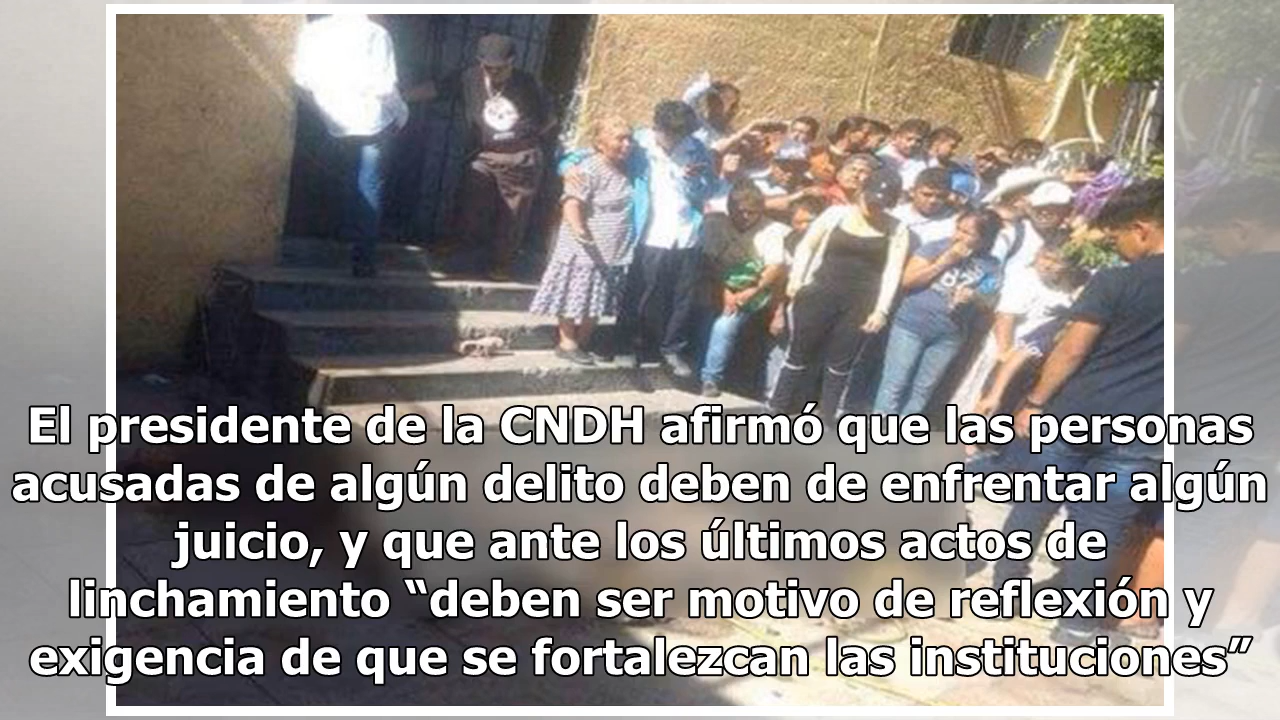 El presidente de la CNDH afirmó que las personas
acusadas de algún delito deben de enfrentar algún
juicio, y que ante los últimos actos de
linchamiento “deben ser motivo de reflexión y
exigencia de que se fortalezcan las instituciones”